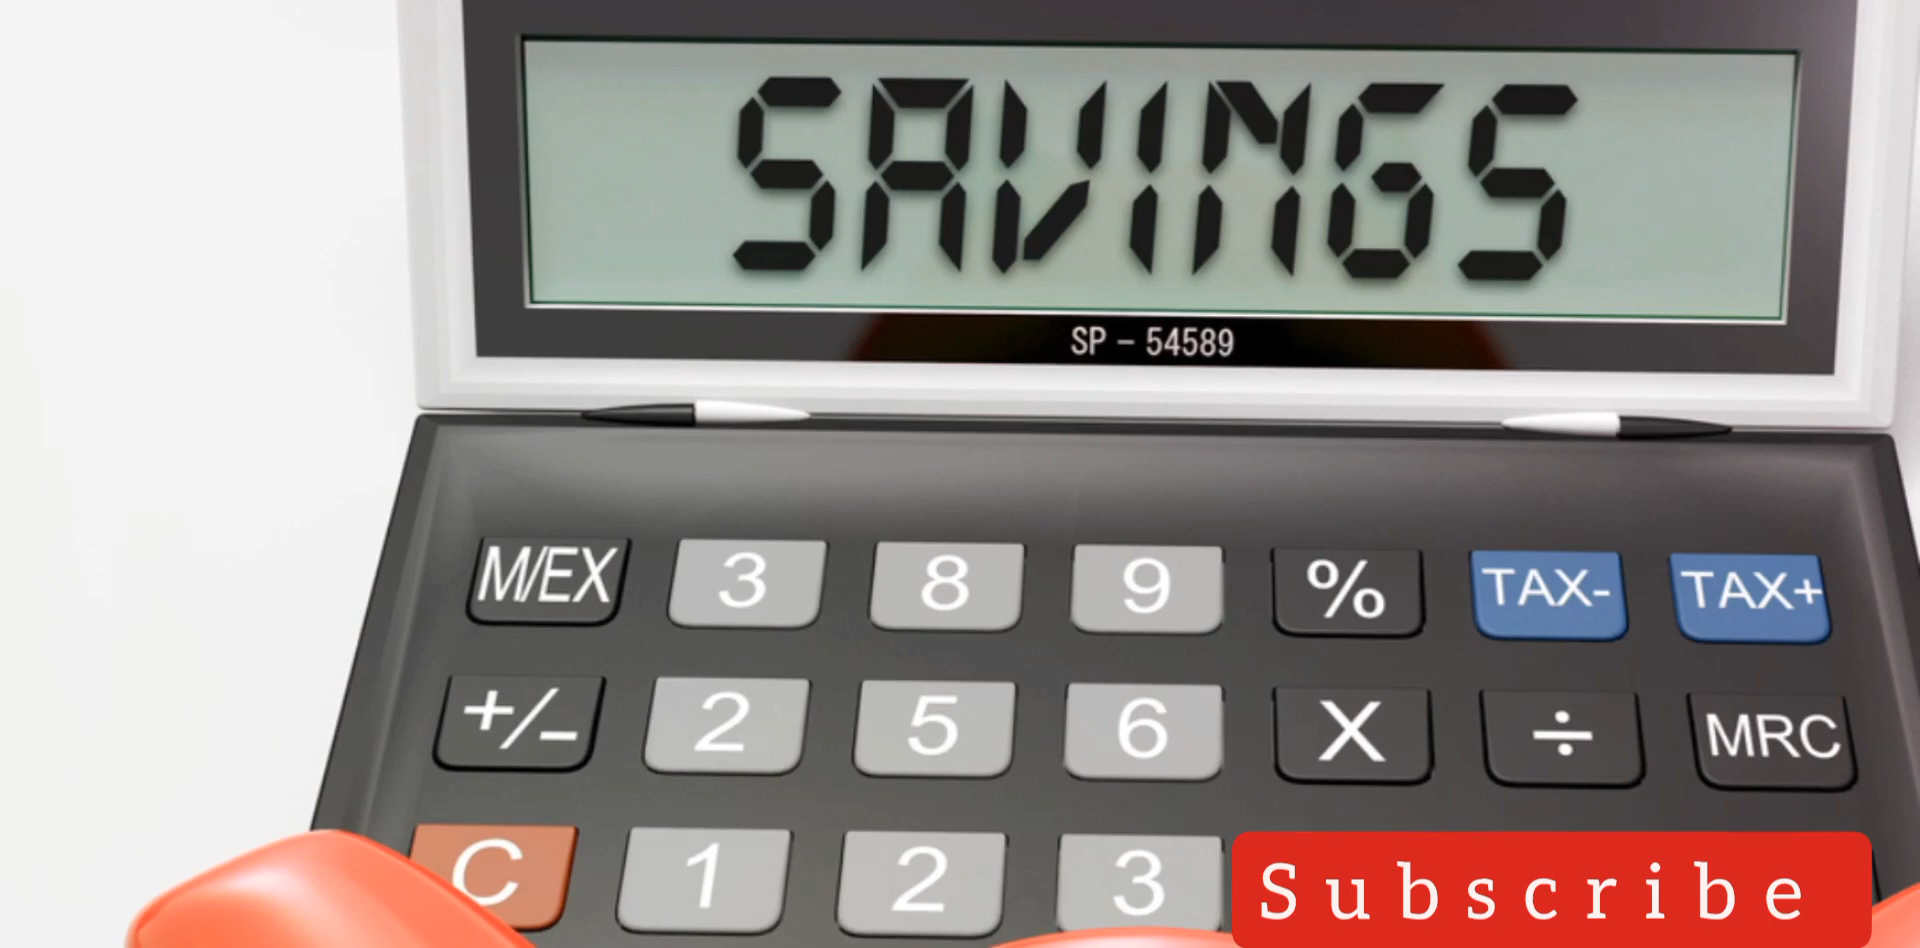 SAVINGS
SP - 54589
M/EX 3 8 9 % TAX- TAX+
+/- 2 5 6 X ÷ MRC
C 1 2 3
Subscribe